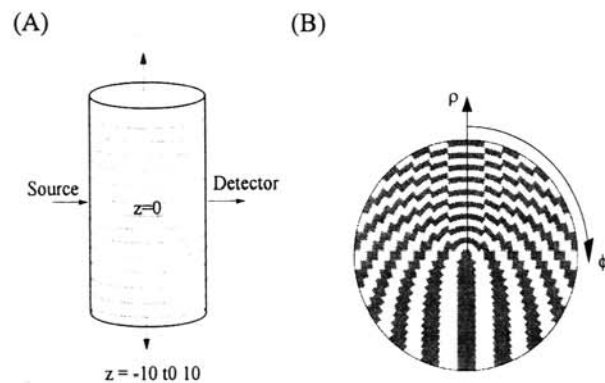 (A)
(B)
ρ
Source
Detector
z=0
ϕ
z = -10 t0 10